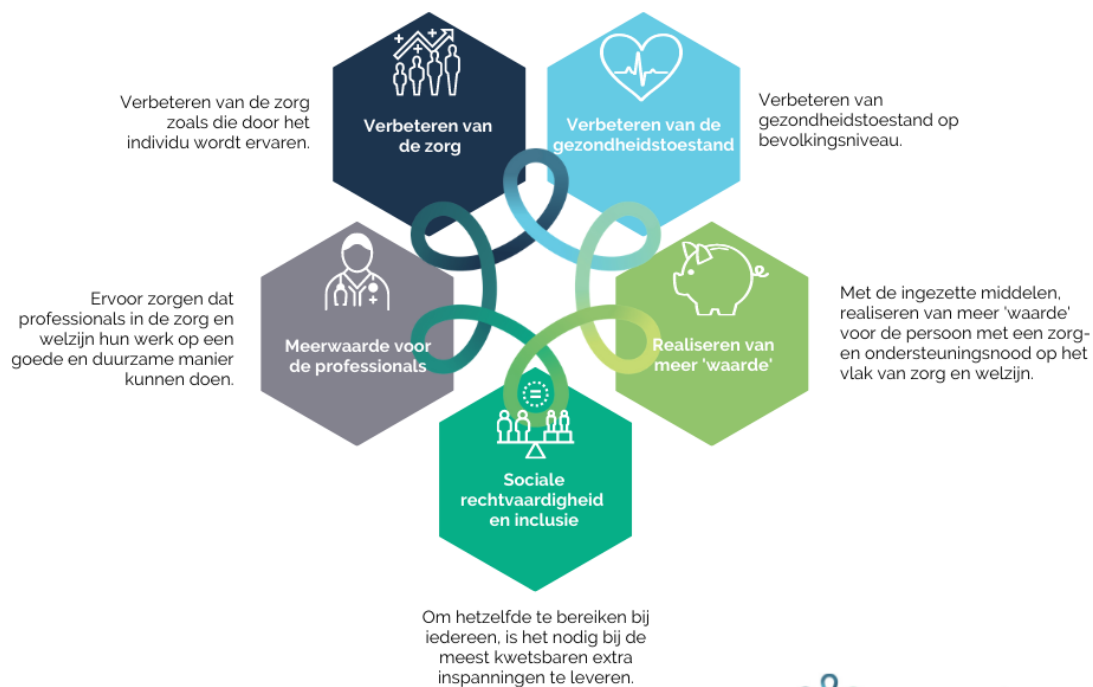 Verbeteren van de zorg
zoals die door het
individu wordt ervaren.
Verbeteren van
de zorg
Verbeteren van de
gezondheidstoestand
Verbeteren van
gezondheidstoestand op
bevolkingsniveau.
Ervoor zorgen dat
professionals in de zorg en
welzijn hun werk op een
goede en duurzame manier
kunnen doen.
Meerwaarde voor
de professionals
Realiseren van
meer 'waarde'
Met de ingezette middelen,
realiseren van meer 'waarde'
voor de persoon met een zorg-
en ondersteuningsnood op het
vlak van zorg en welzijn.
Sociale
rechtvaardigheid
en inclusie
Om hetzelfde te bereiken bij
iedereen, is het nodig bij de
meest kwetsbaren extra
inspanningen te leveren.